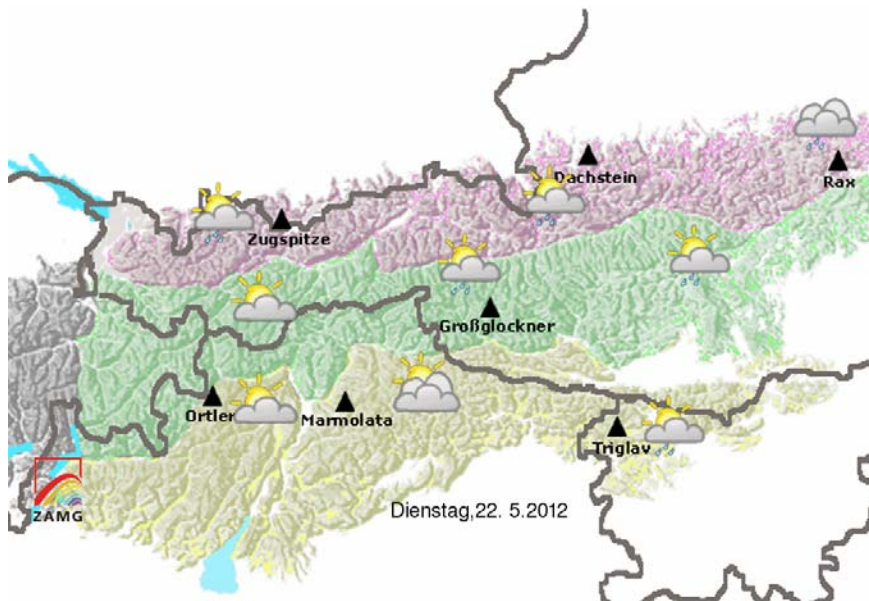 Dachstein
Rax
Zugspitze
Großglockner
Ortler
Marmolata
Triglav
Dienstag,22. 5.2012
ZAMG